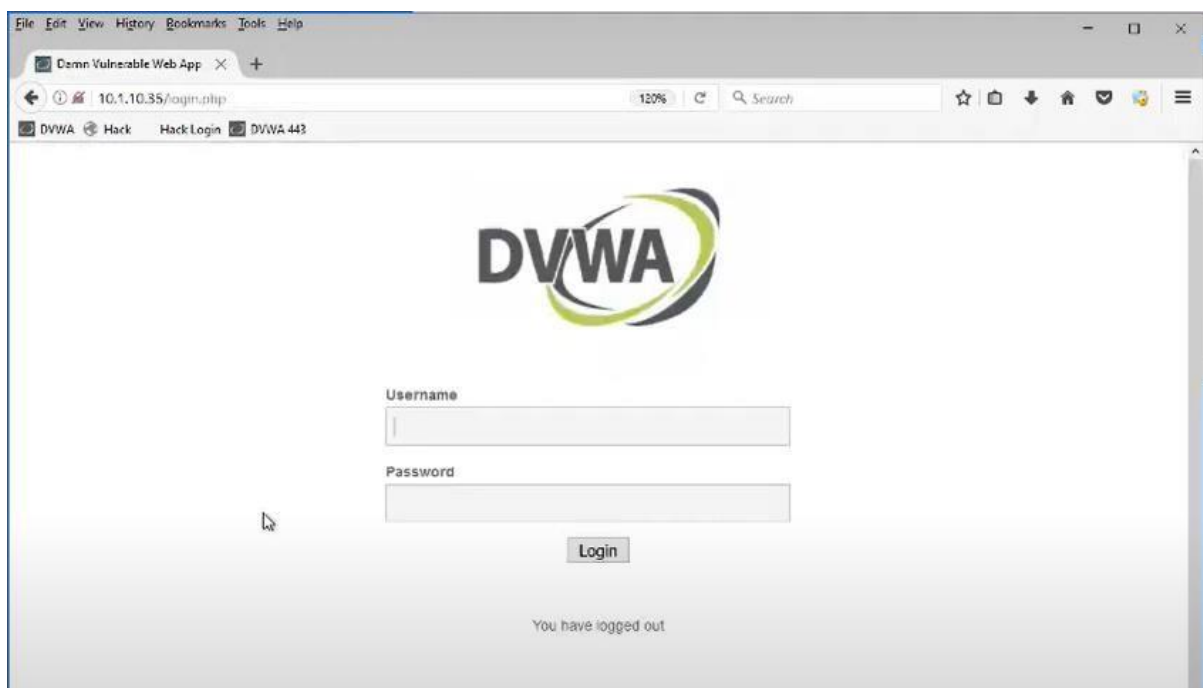 File Edit View History Bookmarks Tools Help
Damn Vulnerable Web App
10.1.10.35/login.php 120% Search
DVWA Hack Hack Login DVWA 443
DVWA
Username
Password
Login
You have logged out